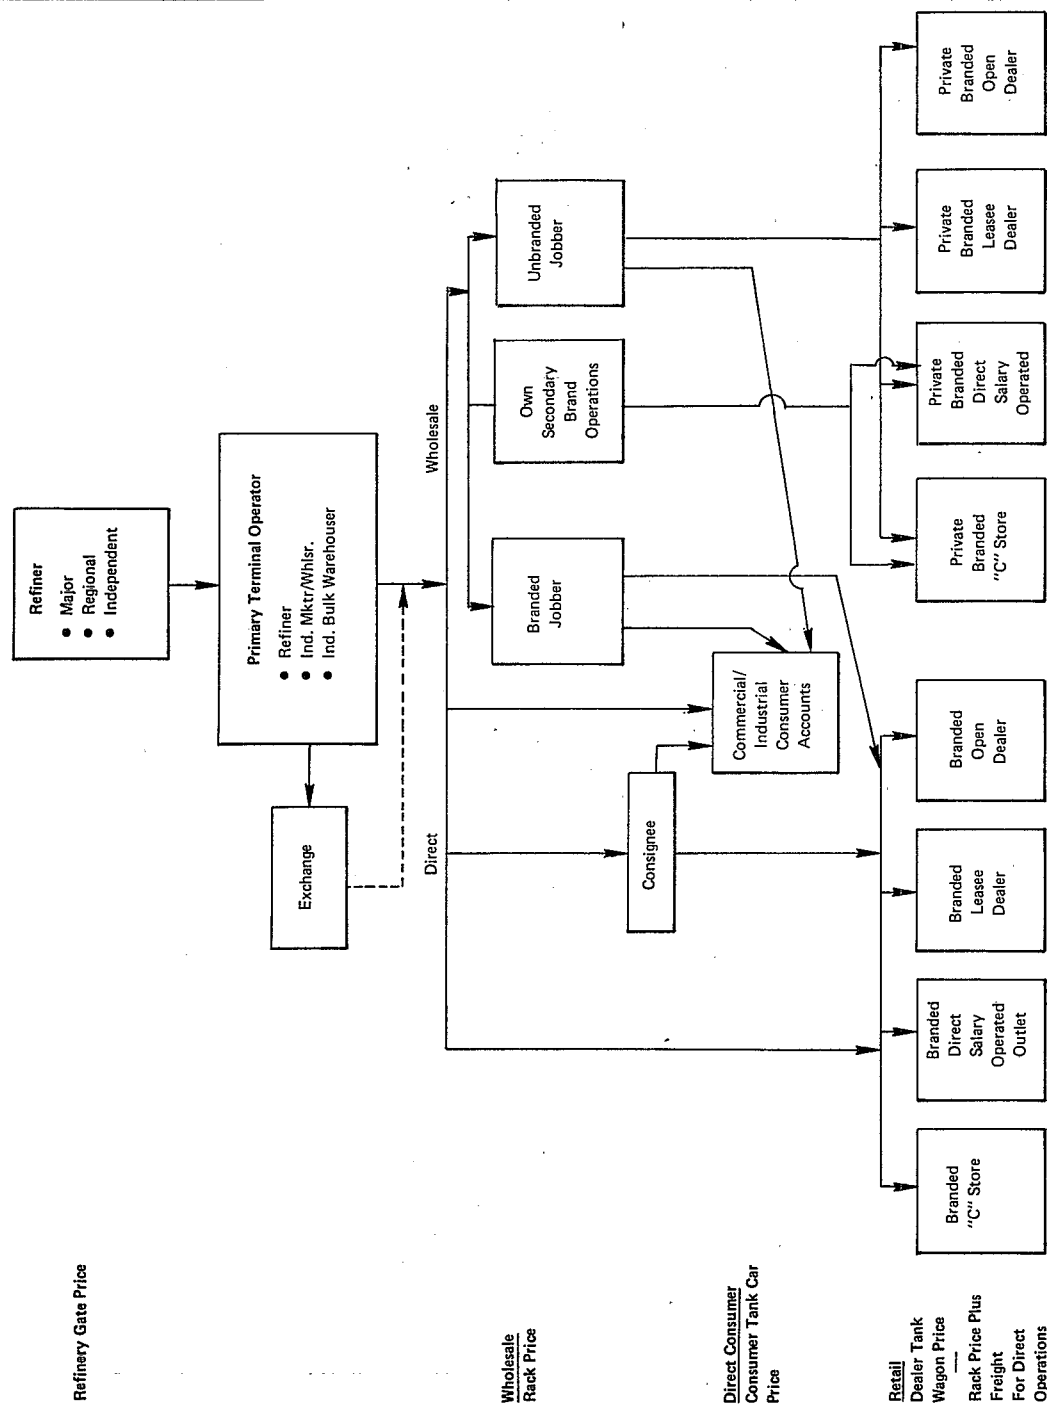 Refinery Gate Price
Refiner
● Major
● Regional
● Independent
Primary Terminal Operator
● Refiner
● Ind. Mktr/Whlsr.
● Ind. Bulk Warehouser
Exchange
Direct
Wholesale
Wholesale
Rack Price
Branded
Jobber
Own
Secondary
Brand
Operations
Unbranded
Jobber
Consignee
Direct Consumer
Consumer Tank Car
Price
Commercial/
Industrial
Consumer
Accounts
Retail
Dealer Tank
Wagon Price
Rack Price Plus
Freight
For Direct
Operations
Branded
"C" Store
Branded
Direct
Salary
Operated
Outlet
Branded
Leasee
Dealer
Branded
Open
Dealer
Private
Branded
"C" Store
Private
Branded
Direct
Salary
Operated
Private
Branded
Leasee
Dealer
Private
Branded
Open
Dealer